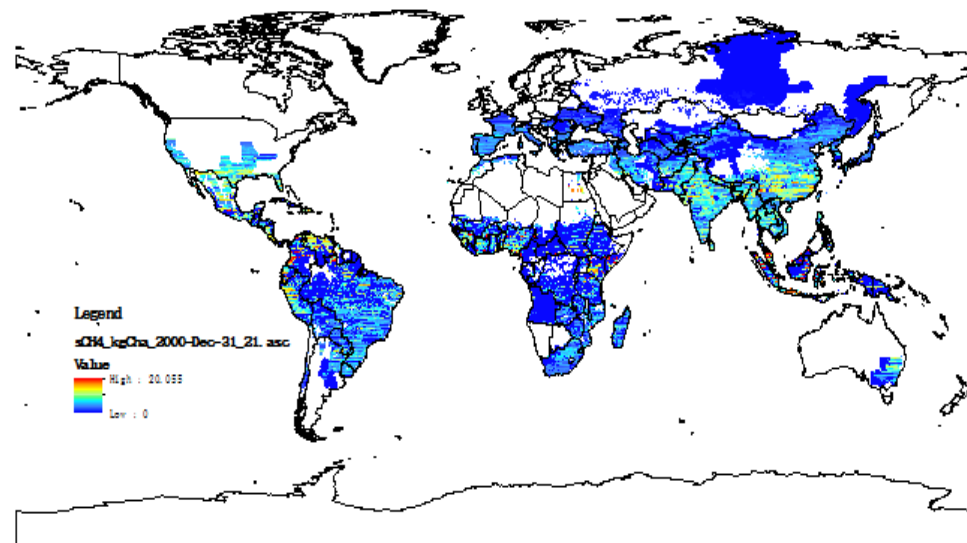 Legend
sCH4_kgCha_2000-Dec-31_21.asc
Value
High : 20.055
Low : 0